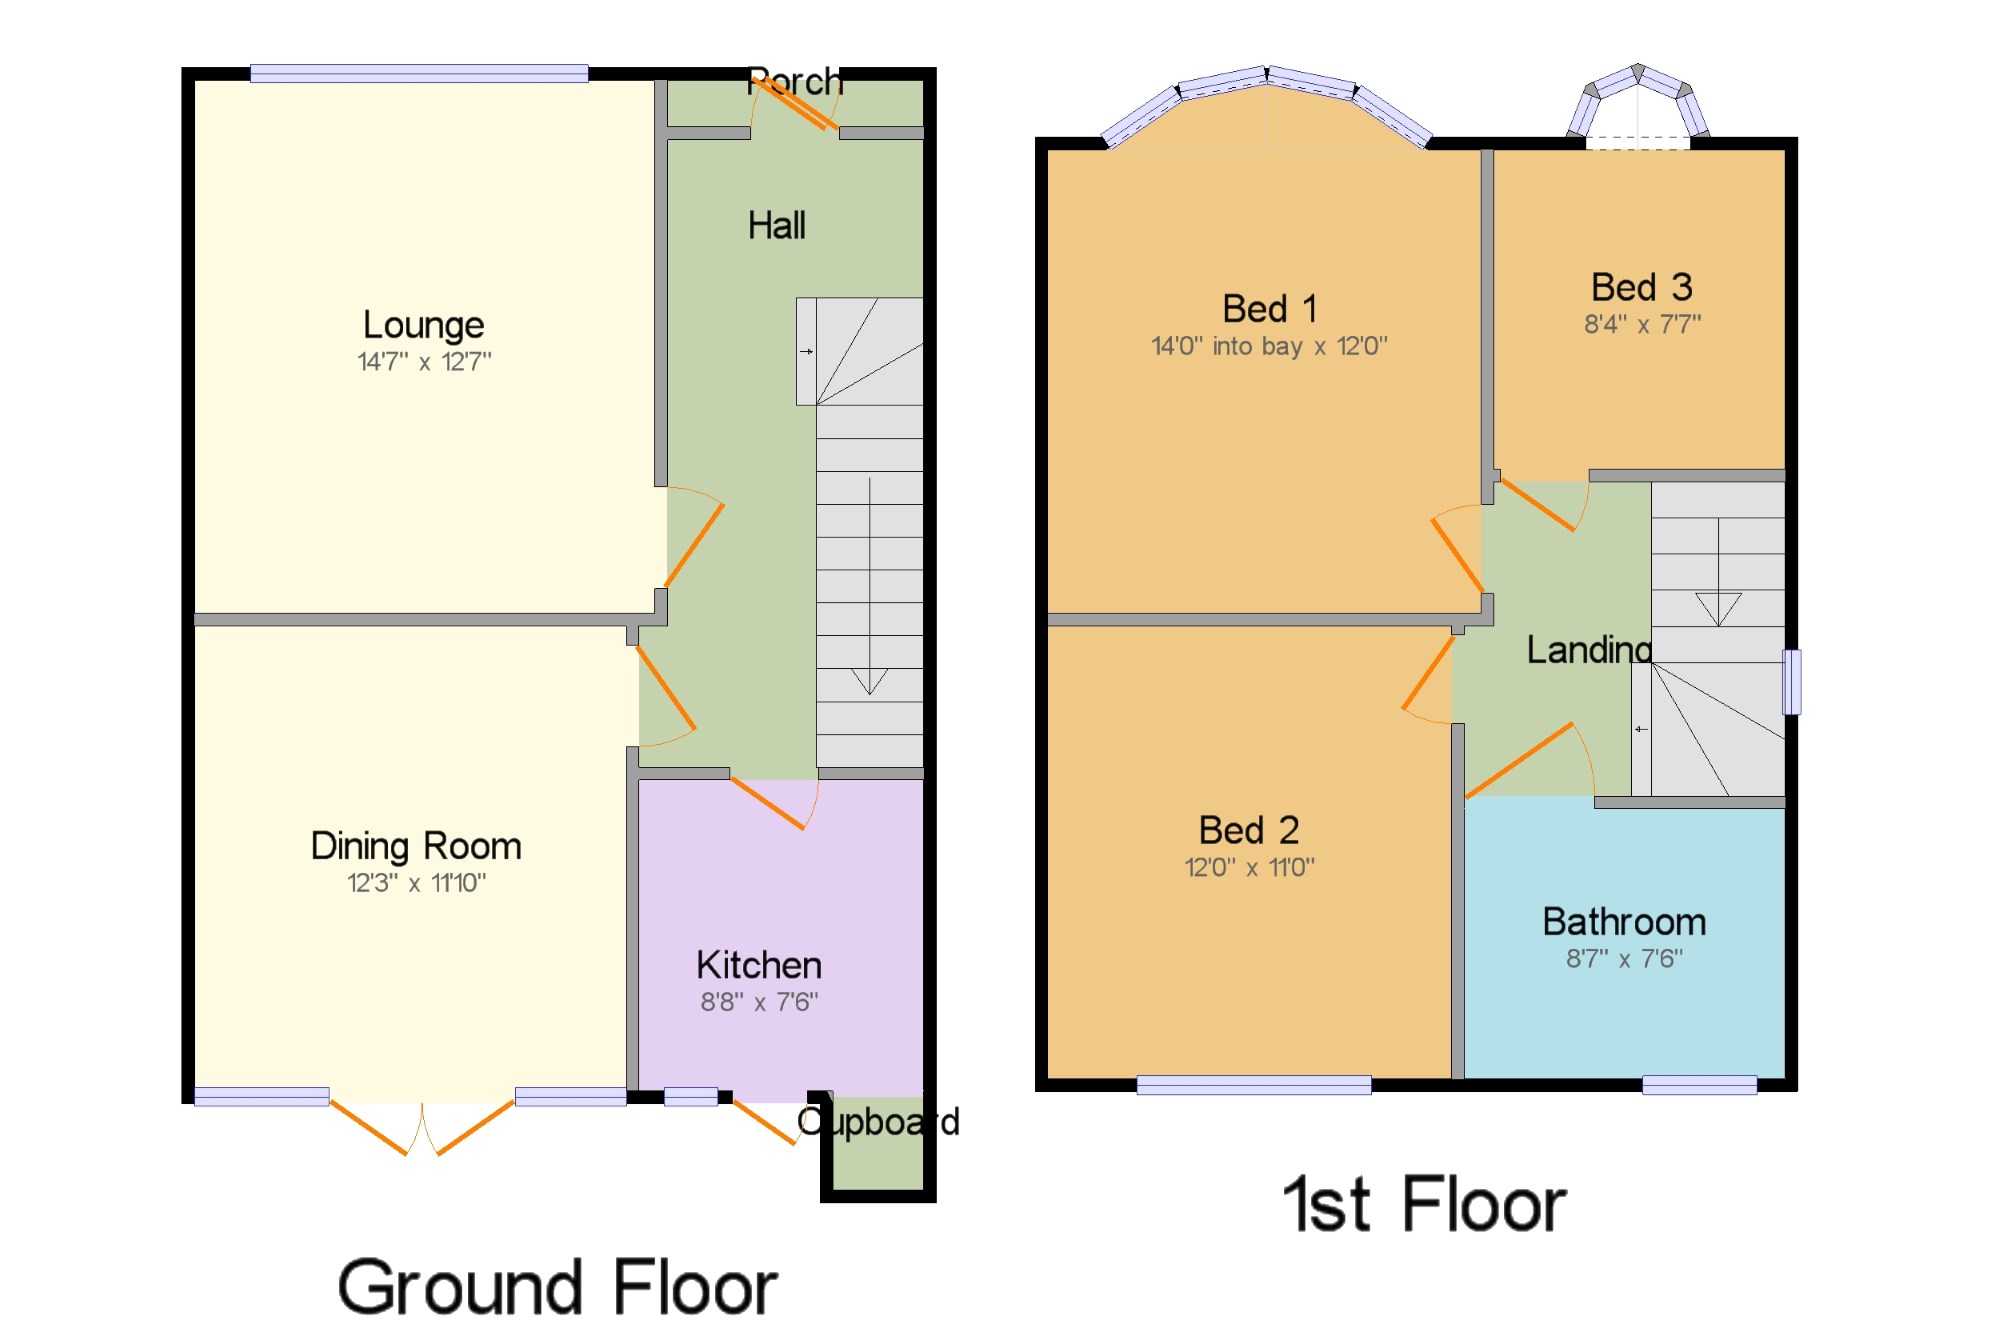 Porch
Hall
Lounge
14'7" x 12'7"
Dining Room
12'3" x 11'10"
Kitchen
8'8" x 7'6"
Cupboard
Ground Floor
Bed 1
14'0" into bay x 12'0"
Bed 3
8'4" x 7'7"
Landing
Bed 2
12'0" x 11'0"
Bathroom
8'7" x 7'6"
1st Floor